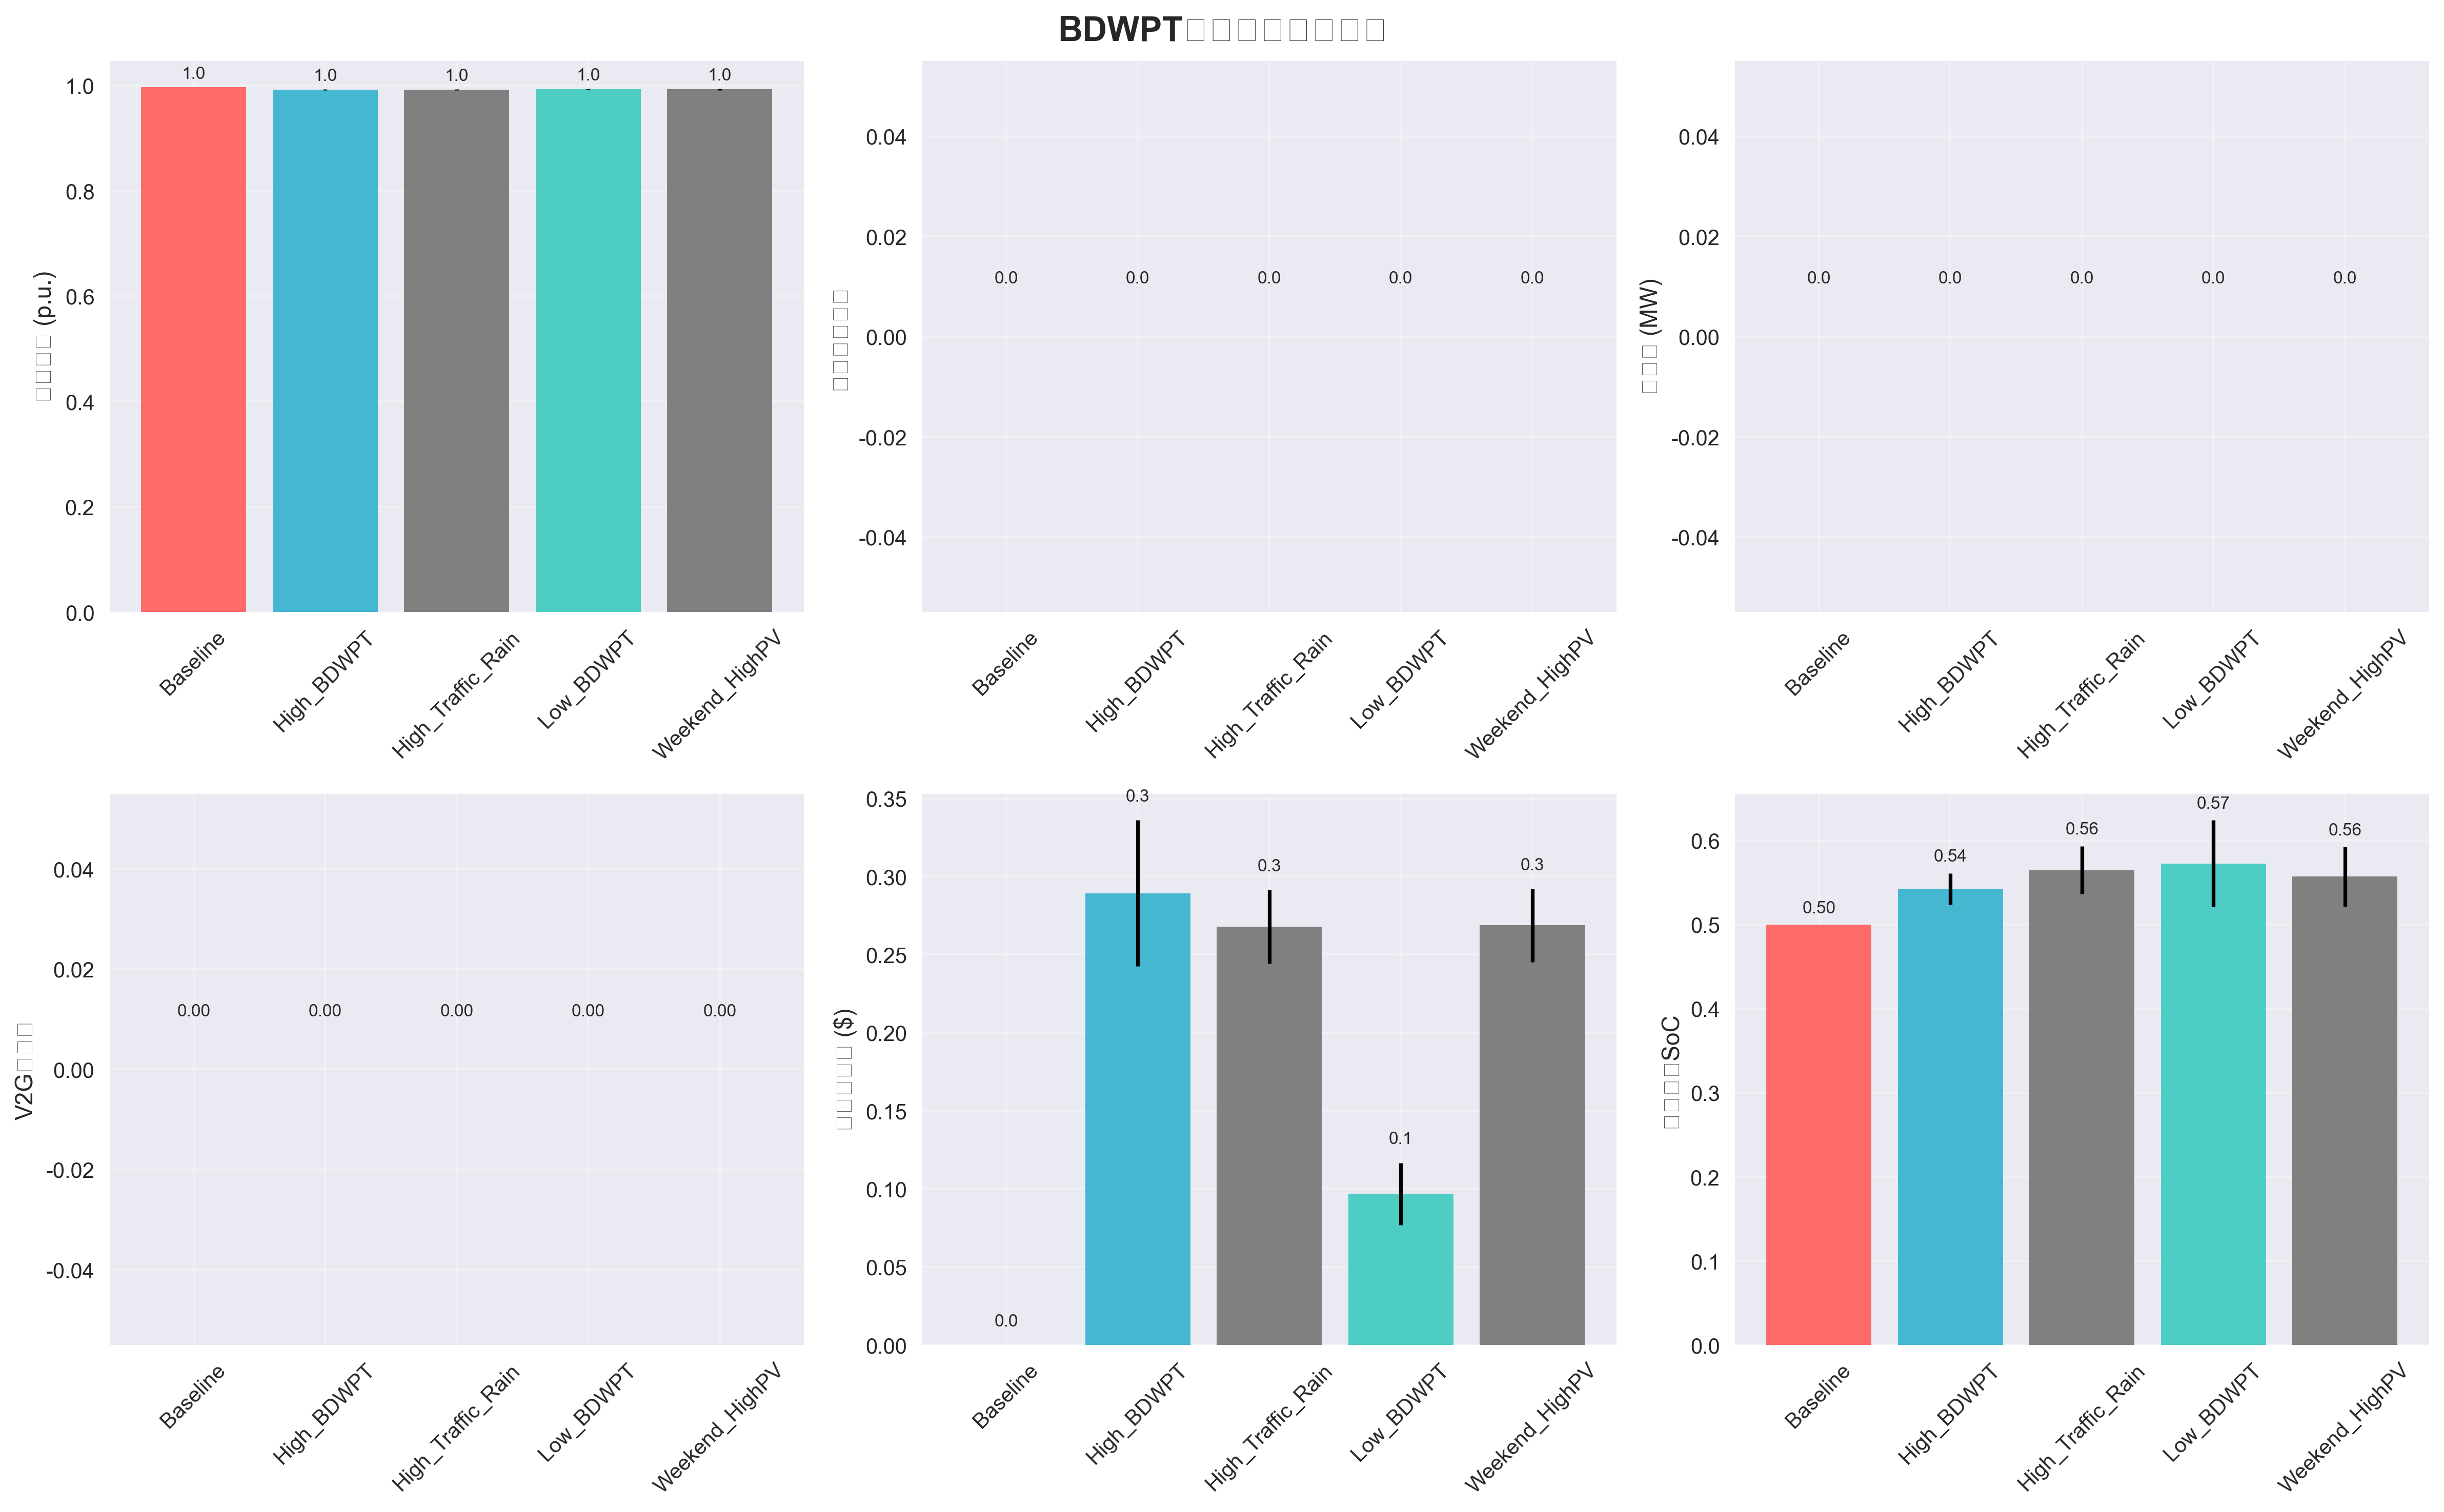 BDWPT□□□□□□□□
□□□□ (p.u.)
1.0
0.8
0.6
0.4
0.2
0.0
1.0 1.0 1.0 1.0 1.0
Baseline
High_BDWPT
High_Traffic_Rain
Low_BDWPT
Weekend_HighPV
□□□□□□
0.04
0.02
0.00
-0.02
-0.04
0.0 0.0 0.0 0.0 0.0
Baseline
High_BDWPT
High_Traffic_Rain
Low_BDWPT
Weekend_HighPV
□□□ (MW)
0.04
0.02
0.00
-0.02
-0.04
0.0 0.0 0.0 0.0 0.0
Baseline
High_BDWPT
High_Traffic_Rain
Low_BDWPT
Weekend_HighPV
V2G□□□
0.04
0.02
0.00
-0.02
-0.04
0.00 0.00 0.00 0.00 0.00
Baseline
High_BDWPT
High_Traffic_Rain
Low_BDWPT
Weekend_HighPV
□□□□□ ($)
0.35
0.30
0.25
0.20
0.15
0.10
0.05
0.00
0.0 0.3 0.3 0.1 0.3
Baseline
High_BDWPT
High_Traffic_Rain
Low_BDWPT
Weekend_HighPV
□□□□SoC
0.6
0.5
0.4
0.3
0.2
0.1
0.0
0.50 0.54 0.56 0.57 0.56
Baseline
High_BDWPT
High_Traffic_Rain
Low_BDWPT
Weekend_HighPV